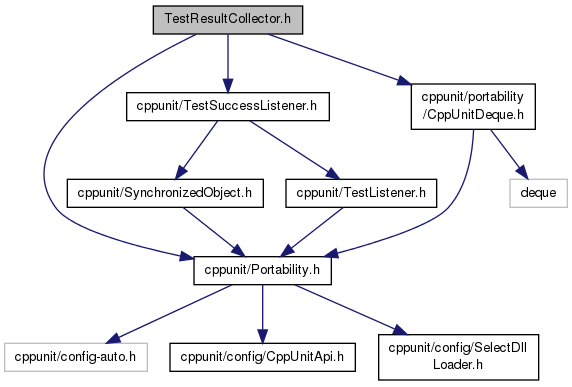 TestResultCollector.h
cppunit/portability
/CppUnitDeque.h
cppunit/TestSuccessListener.h
cppunit/SynchronizedObject.h
cppunit/TestListener.h
deque
cppunit/Portability.h
cppunit/config-auto.h
cppunit/config/CppUnitApi.h
cppunit/config/SelectDll
Loader.h